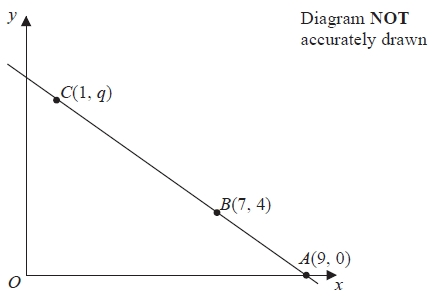 y
Diagram NOT
accurately drawn
C(1, q)
B(7, 4)
A(9, 0)
O
x